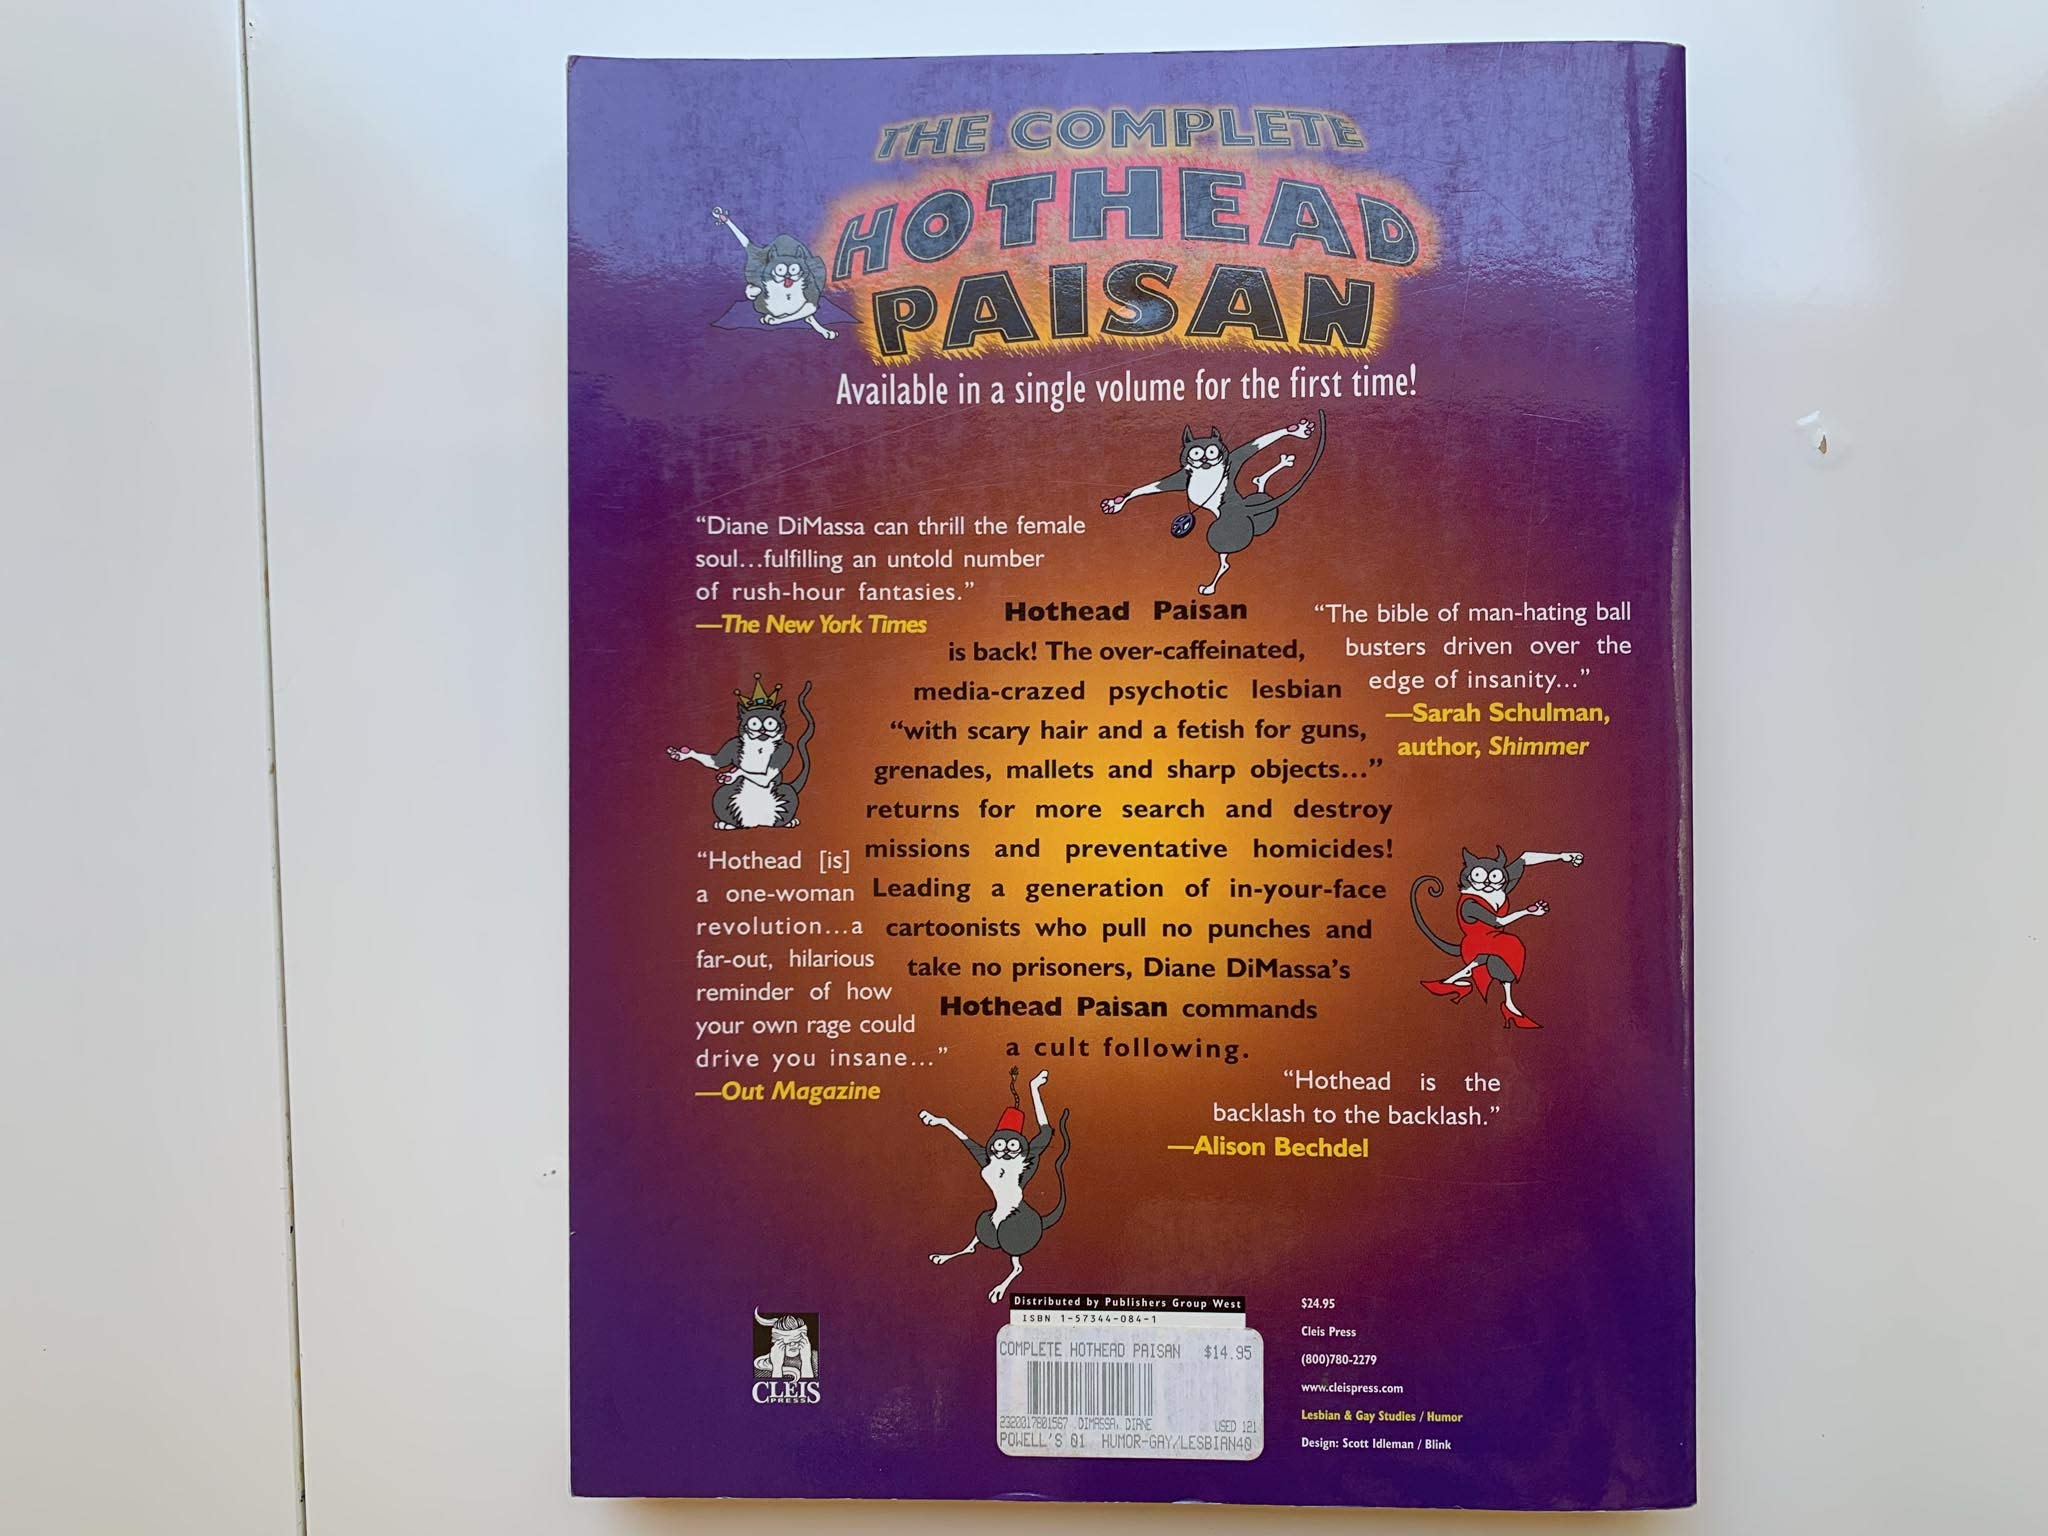 THE COMPLETE
HOTHEAD
PAISAN
Available in a single volume for the first time!
“Diane DiMassa can thrill the female
soul...fulfilling an untold number
of rush-hour fantasies.”
—The New York Times
Hothead Paisan
is back! The over-caffeinated,
media-crazed psychotic lesbian
“with scary hair and a fetish for guns,
grenades, mallets and sharp objects...”
returns for more search and destroy
missions and preventative homicides!
Leading a generation of in-your-face
cartoonists who pull no punches and
take no prisoners, Diane DiMassa’s
Hothead Paisan commands
a cult following.
“The bible of man-hating ball
busters driven over the
edge of insanity...”
—Sarah Schulman,
author, Shimmer
“Hothead [is]
a one-woman
revolution...a
far-out, hilarious
reminder of how
your own rage could
drive you insane...”
—Out Magazine
“Hothead is the
backlash to the backlash.”
—Alison Bechdel
CLEIS
PRESS
Distributed by Publishers Group West
ISBN 1-57344-084-1
COMPLETE HOTHEAD PAISAN $14.95
2320017801567 DIMASSA, DIANE USED 121
POWELL'S 01 HUMOR-GAY/LESBIAN40
$24.95
Cleis Press
(800)780-2279
www.cleispress.com
Lesbian & Gay Studies / Humor
Design: Scott Idleman / Blink